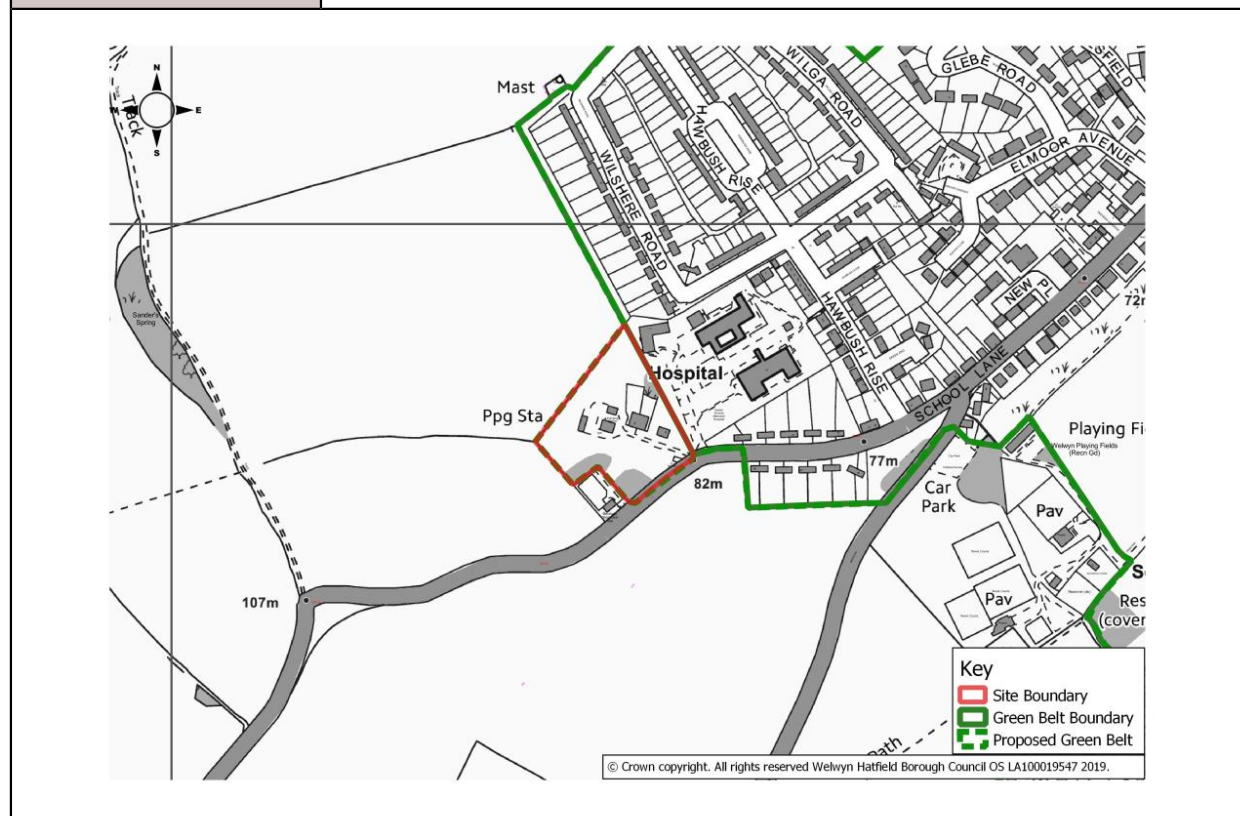 N
E
S
Track
Mast
WILGA ROAD
GLEBE ROAD
HAWBUSH RISE
ELMOOR AVENUE
WILSHERE ROAD
Sander's
Spring
NEW PL
72m
HAWBUSH RISE
Hospital
SCHOOL LANE
Ppg Sta
Playing Fi
Welwyn Playing Fields
(Recn Gd)
77m
82m
Car
Park
Pav
107m
Pav
Res
(cover
Path
Key
Site Boundary
Green Belt Boundary
Proposed Green Belt
© Crown copyright. All rights reserved Welwyn Hatfield Borough Council OS LA100019547 2019.